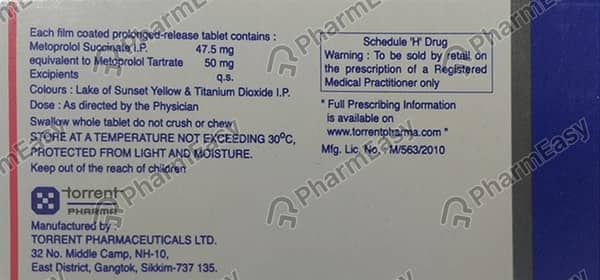 Each film coated prolonged-release tablet contains :
Metoprolol Succinate I.P. 47.5 mg
equivalent to Metoprolol Tartrate 50 mg
Excipients q.s.
Colours : Lake of Sunset Yellow & Titanium Dioxide I.P.
Dose : As directed by the Physician
Swallow whole tablet do not crush or chew
STORE AT A TEMPERATURE NOT EXCEEDING 30°C,
PROTECTED FROM LIGHT AND MOISTURE.
Keep out of the reach of children
torrent
PHARMA
Manufactured by :
TORRENT PHARMACEUTICALS LTD.
32 No. Middle Camp, NH-10,
East District, Gangtok, Sikkim-737 135.
Schedule 'H' Drug
Warning : To be sold by retail on
the prescription of a Registered
Medical Practitioner only
" Full Prescribing Information
is available on
www.torrentpharma.com "
Mfg. Lic. No. : M/563/2010
PharmEasy
PharmEasy
PharmEasy